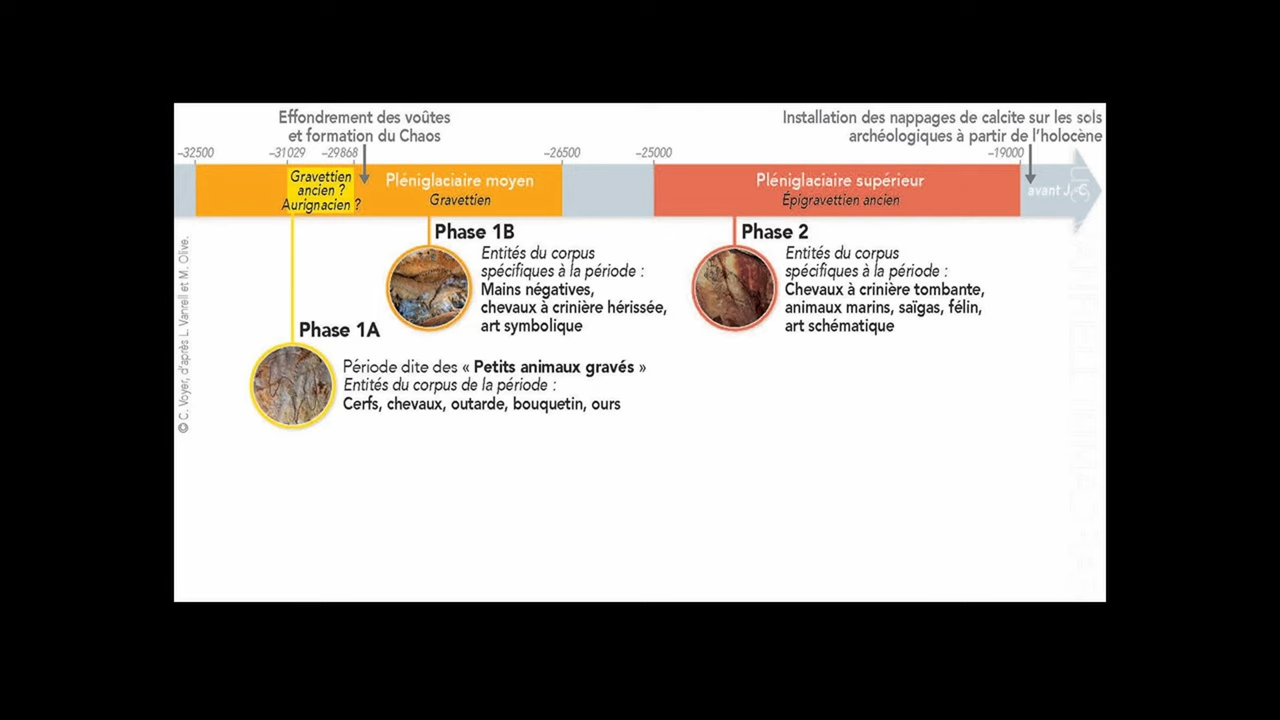 Effondrement des voûtes
et formation du Chaos
Installation des nappages de calcite sur les sols
archéologiques à partir de l'holocène
–32500
–31029
–29868
–26500
–25000
–19000
Gravettien
ancien ?
Aurignacien ?
Pléniglaciaire moyen
Gravettien
Pléniglaciaire supérieur
Épigravettien ancien
avant J.-C.
Phase 1B
Entités du corpus
spécifiques à la période :
Mains négatives,
chevaux à crinière hérissée,
art symbolique
Phase 2
Entités du corpus
spécifiques à la période :
Chevaux à crinière tombante,
animaux marins, saïgas, félin,
art schématique
Phase 1A
Période dite des « Petits animaux gravés »
Entités du corpus de la période :
Cerfs, chevaux, outarde, bouquetin, ours
© C. Voyer, d'après L. Vanrell et M. Olive.